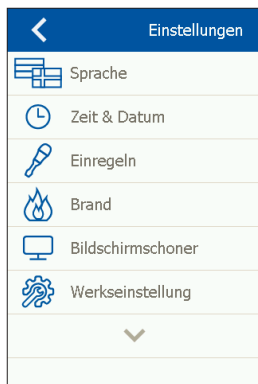 Einstellungen
Sprache
Zeit & Datum
Einregeln
Brand
Bildschirmschoner
Werkseinstellung